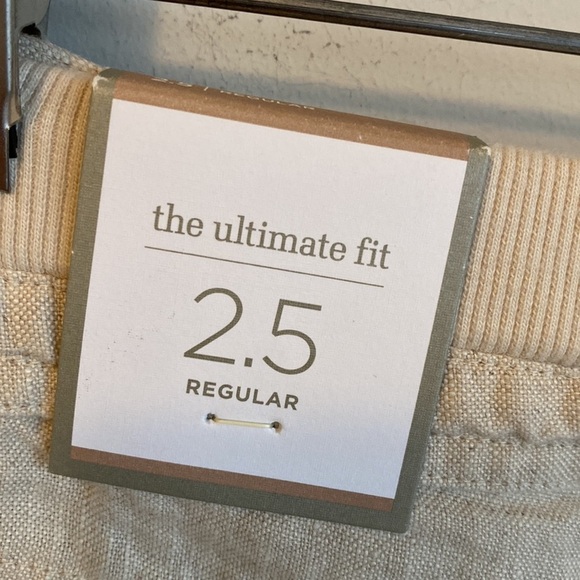 the ultimate fit
2.5
REGULAR